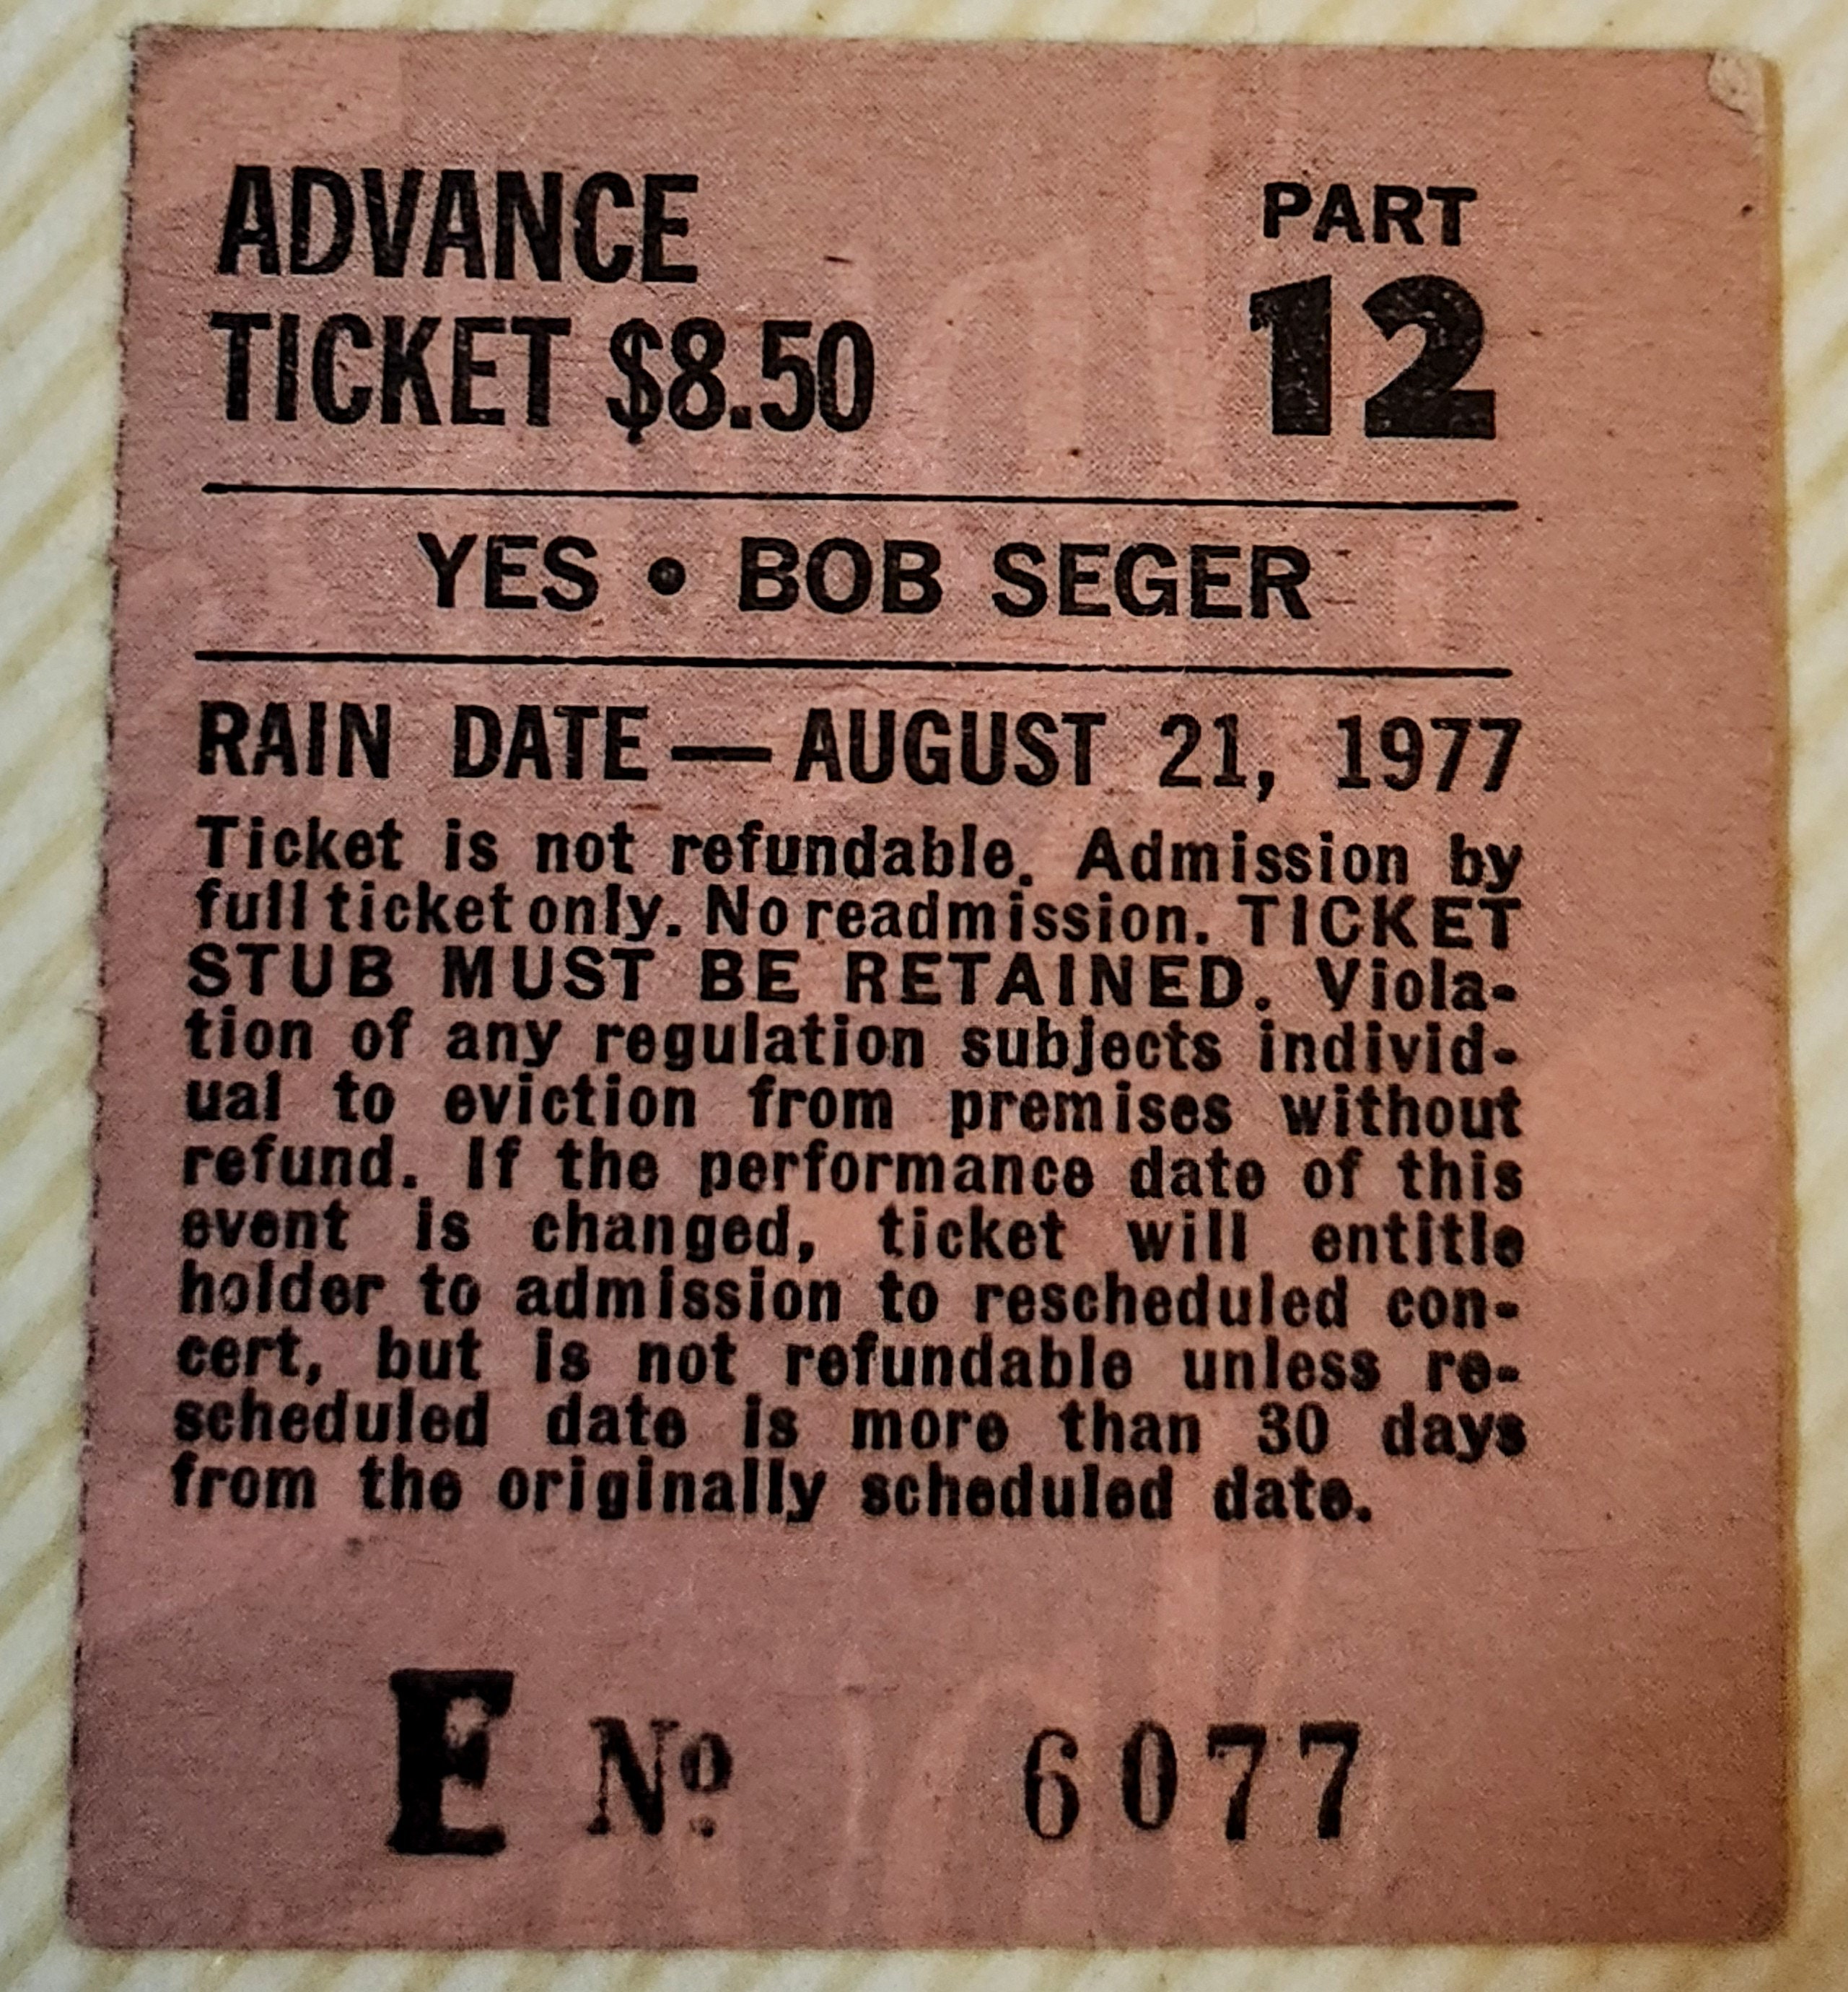 ADVANCE
TICKET $8.50
PART
12
YES • BOB SEGER
RAIN DATE — AUGUST 21, 1977
Ticket is not refundable. Admission by
full ticket only. No readmission. TICKET
STUB MUST BE RETAINED. Viola-
tion of any regulation subjects individ-
ual to eviction from premises without
refund. If the performance date of this
event is changed, ticket will entitle
holder to admission to rescheduled con-
cert, but is not refundable unless re-
scheduled date is more than 30 days
from the originally scheduled date.
E Nº 6077